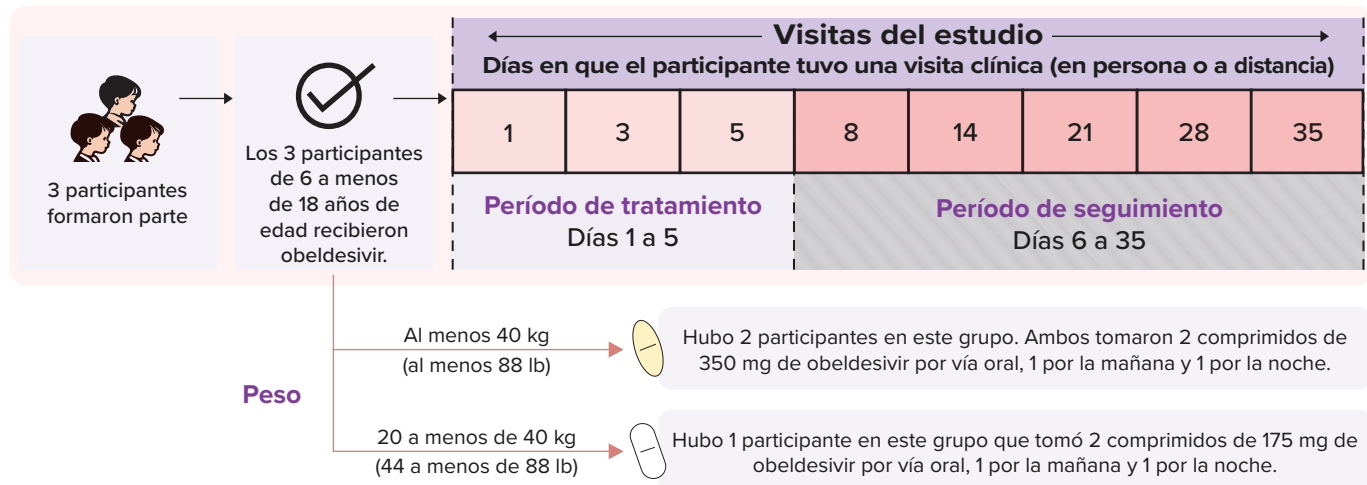 3 participantes
formaron parte
Los 3 participantes
de 6 a menos
de 18 años de
edad recibieron
obeldesivir.
Visitas del estudio
Días en que el participante tuvo una visita clínica (en persona o a distancia)
1 3 5 8 14 21 28 35
Período de tratamiento
Días 1 a 5
Período de seguimiento
Días 6 a 35
Peso
Al menos 40 kg
(al menos 88 lb)
Hubo 2 participantes en este grupo. Ambos tomaron 2 comprimidos de
350 mg de obeldesivir por vía oral, 1 por la mañana y 1 por la noche.
20 a menos de 40 kg
(44 a menos de 88 lb)
Hubo 1 participante en este grupo que tomó 2 comprimidos de 175 mg de
obeldesivir por vía oral, 1 por la mañana y 1 por la noche.